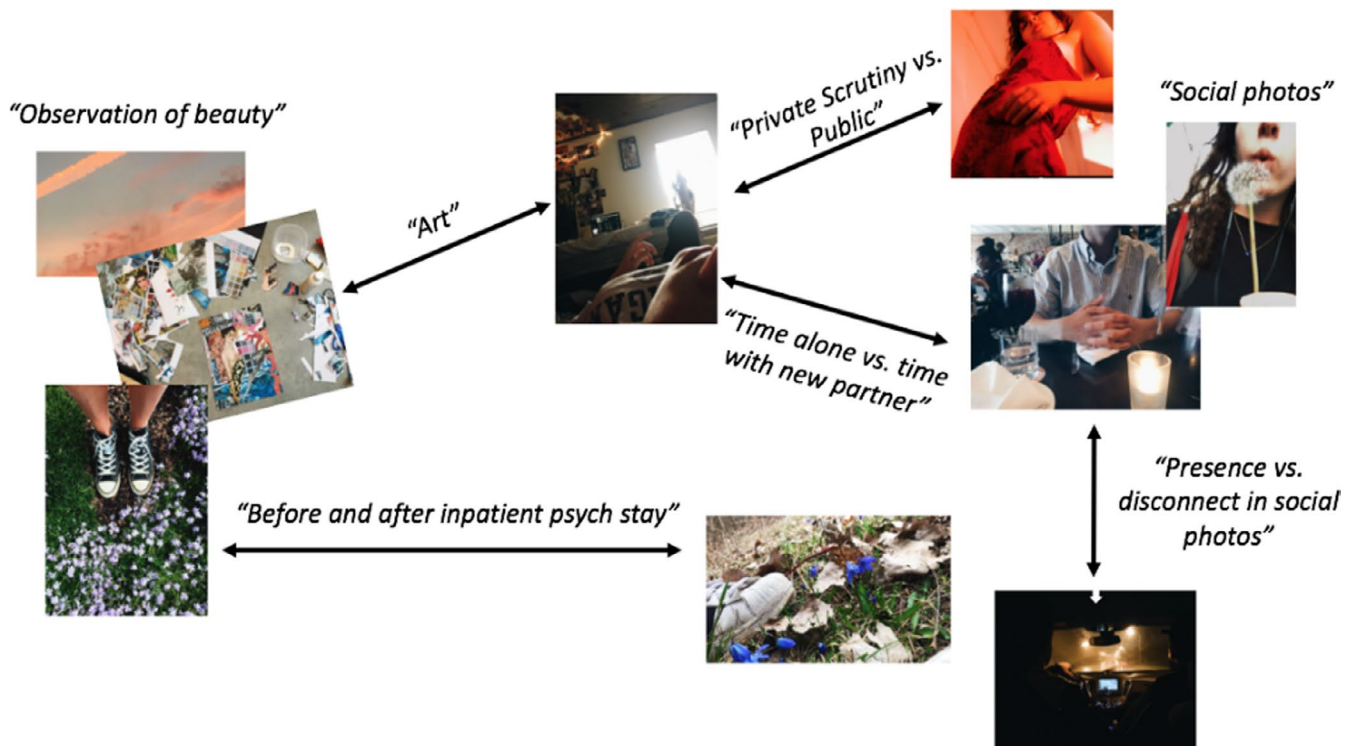 “Observation of beauty”
“Art”
“Private Scrutiny vs.
Public”
“Social photos”
“Time alone vs. time
with new partner”
“Before and after inpatient psych stay”
“Presence vs.
disconnect in social
photos”